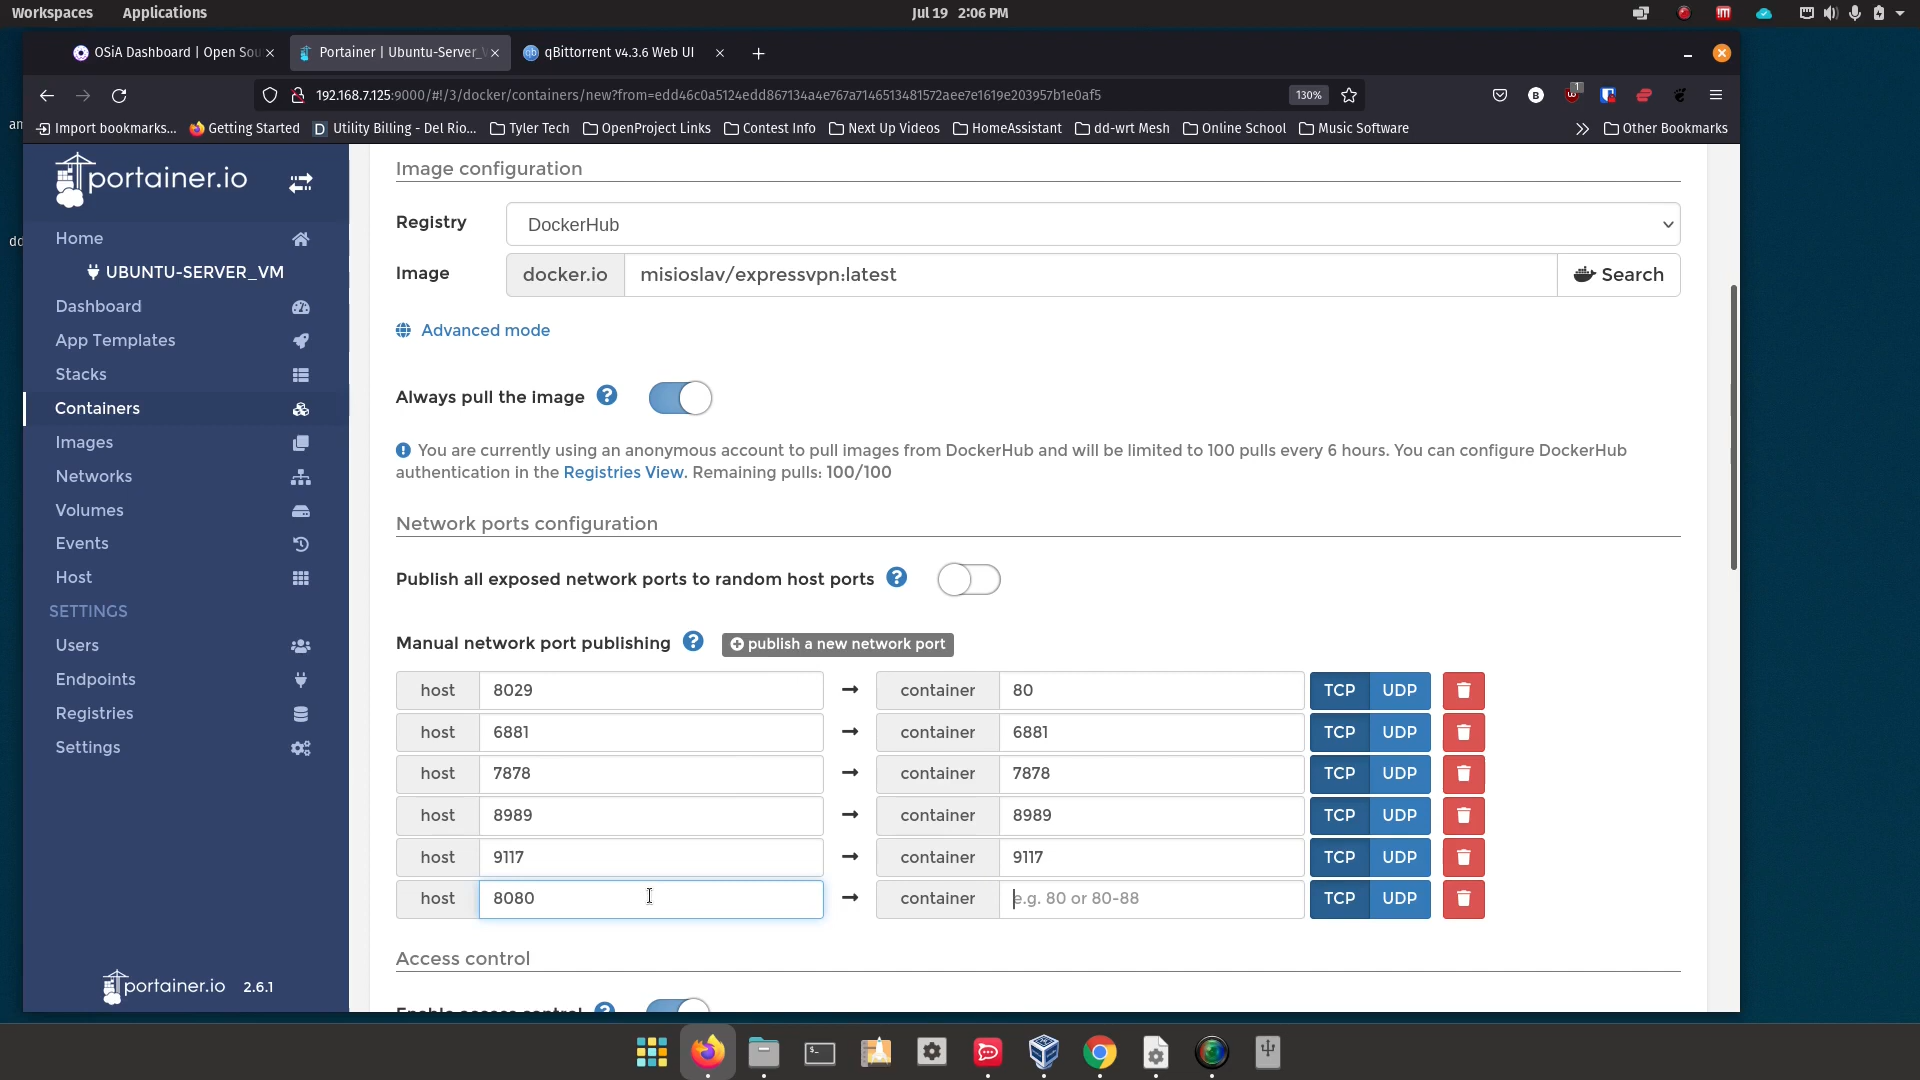 Workspaces
Applications
Jul 19 2:06 PM
OSiA Dashboard | Open Sou
Portainer | Ubuntu-Server_
qBittorrent v4.3.6 Web UI
192.168.7.125:9000/#!/3/docker/containers/new?from=edd46c0a5124edd867134a4e767a7146513481572aee7e1619e203957b1e0af5
130%
1
Import bookmarks...
Getting Started
Utility Billing - Del Rio...
Tyler Tech
OpenProject Links
Contest Info
Next Up Videos
HomeAssistant
dd-wrt Mesh
Online School
Music Software
Other Bookmarks
portainer.io
Home
UBUNTU-SERVER_VM
Dashboard
App Templates
Stacks
Containers
Images
Networks
Volumes
Events
Host
SETTINGS
Users
Endpoints
Registries
Settings
portainer.io 2.6.1
Image configuration
Registry
DockerHub
Image
docker.io
misioslav/expressvpn:latest
Search
Advanced mode
Always pull the image
You are currently using an anonymous account to pull images from DockerHub and will be limited to 100 pulls every 6 hours. You can configure DockerHub
authentication in the Registries View. Remaining pulls: 100/100
Network ports configuration
Publish all exposed network ports to random host ports
Manual network port publishing
publish a new network port
host 8029 → container 80 TCP UDP
host 6881 → container 6881 TCP UDP
host 7878 → container 7878 TCP UDP
host 8989 → container 8989 TCP UDP
host 9117 → container 9117 TCP UDP
host 8080 → container e.g. 80 or 80-88 TCP UDP
Access control
Enable access control